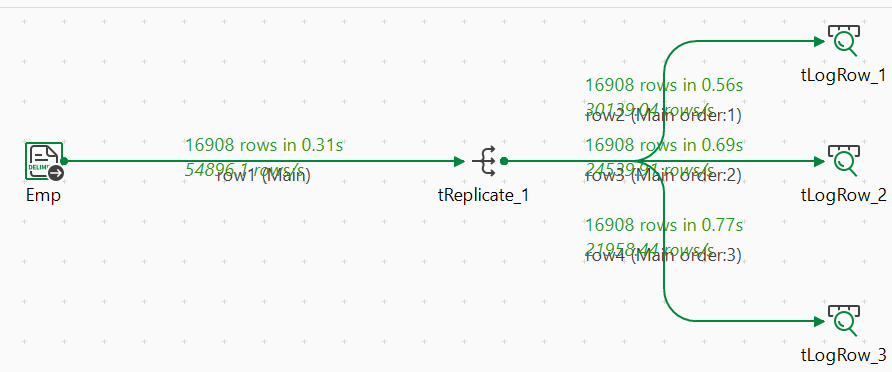 16908 rows in 0.56s
30139.04 rows/s
row2 (Main order:1)
tLogRow_1
16908 rows in 0.31s
54896.1 rows/s
row1 (Main)
DELIMI
Emp
tReplicate_1
16908 rows in 0.69s
24539.91 rows/s
row3 (Main order:2)
tLogRow_2
16908 rows in 0.77s
21958.44 rows/s
row4 (Main order:3)
tLogRow_3